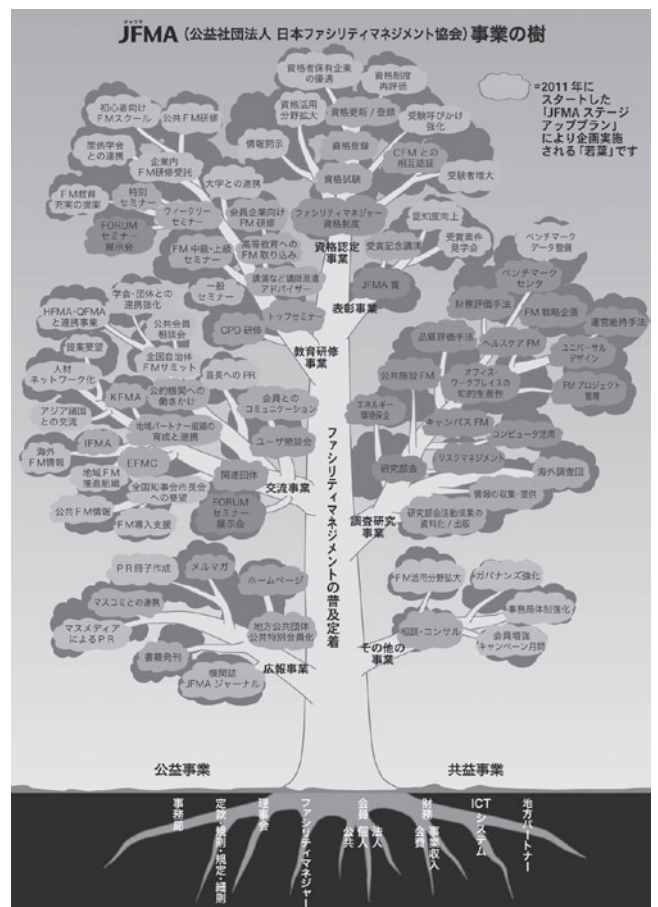 ジャフマ
JFMA（公益社団法人 日本ファシリティマネジメント協会）事業の樹
=2011年に
スタートした
「JFMAステージ
アッププラン」
により企画実施
される「若葉」です
資格者保有企業
の優遇
資格制度
再評価
初心者向け
FMスクール
公共FM研修
資格活用
分野拡大
資格更新/登録
受験呼びかけ
強化
関係学会
との連携
企業内
FM研修受託
情報開示
資格登録
CFMとの
相互認証
大学との連携
資格試験
受験者増大
FM教育
充実の提案
特別
セミナー
ウィークリー
セミナー
会員企業向け
FM研修
ファシリティマネジャー
資格制度
認知度向上
FORUM
セミナー
展示会
FM中級・上級
セミナー
高等教育への
FM取り込み
資格認定
事業
受賞記念講演
受賞案件
見学会
ベンチマーク
データ整備
一般
セミナー
講演など講師派遣
アドバイザー
JFMA賞
ベンチマーク
センタ
学会・団体との
連携強化
トップセミナー
表彰事業
財務評価手法
FM戦略企画
HFMA・QFMA
と連携事業
公共会員
相談会
CPD研修
教育研修
事業
品質評価手法
ヘルスケアFM
運営維持手法
提案要望
全国自治体
FMサミット
首長へのPR
公共施設FM
オフィス・
ワークプレイスの
知的生産性
ユニバーサル
デザイン
人材
ネットワーク化
KFMA
公的機関への
働きかけ
会員との
コミュニケーション
エネルギー
環境保全
キャンパスFM
FMプロジェクト
管理
アジア諸国
との交流
地域パートナー組織の
育成と連携
ユーザ懇談会
コンピュータ活用
海外
FM情報
IFMA
EFMC
関連団体
交流事業
研究部会
リスクマネジメント
海外調査団
地域FM
推進組織
全国知事会市長会
への要望
FORUM
セミナー
展示会
情報の収集・提供
公共FM情報
FM導入支援
調査研究
事業
研究部会活動成果の
資料化/出版
ファシリティマネジメントの普及定着
PR冊子作成
メルマガ
ホームページ
FM活用分野拡大
ガバナンス強化
マスコミとの連携
事務局体制強化
マスメディア
によるPR
地方公共団体
公共特別会員化
相談・コンサル
その他の
事業
会員増強
キャンペーン月間
書籍発刊
機関誌
JFMAジャーナル
広報事業
公益事業
共益事業
事務局
定款・規則・規定・細則
理事会
ファシリティマネジャー
会員
法人
個人
公共
財務
事業収入
会費
ICTシステム
地方パートナー